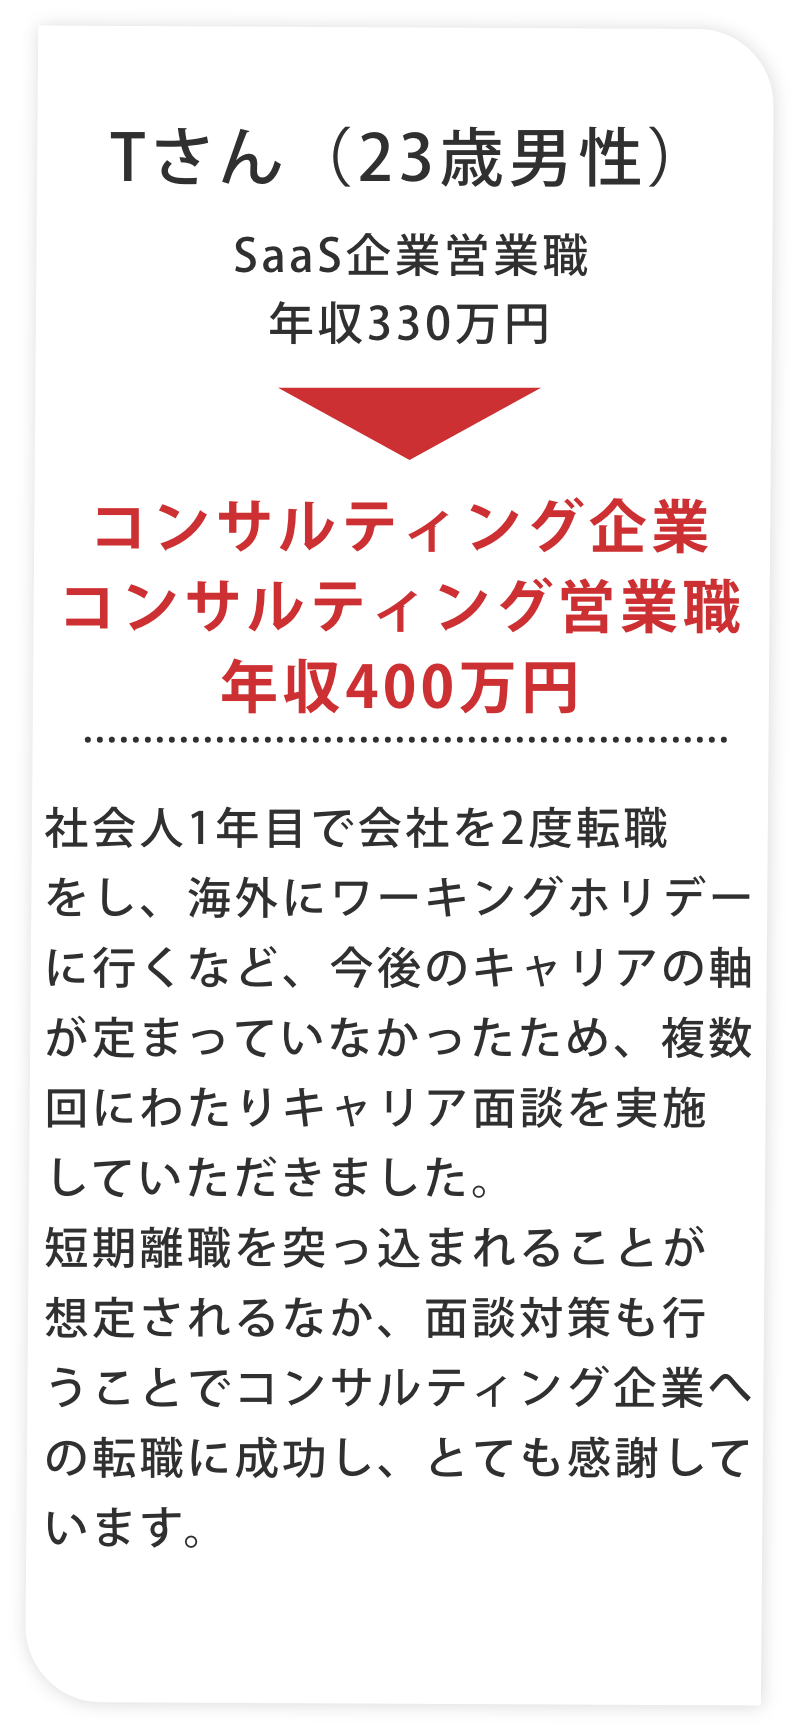 Tさん（23歳男性）
SaaS企業営業職
年収330万円
コンサルティング企業
コンサルティング営業職
年収400万円
社会人1年目で会社を2度転職
をし、海外にワーキングホリデー
に行くなど、今後のキャリアの軸
が定まっていなかったため、複数
回にわたりキャリア面談を実施
していただきました。
短期離職を突っ込まれることが
想定されるなか、面談対策も行
うことでコンサルティング企業へ
の転職に成功し、とても感謝して
います。